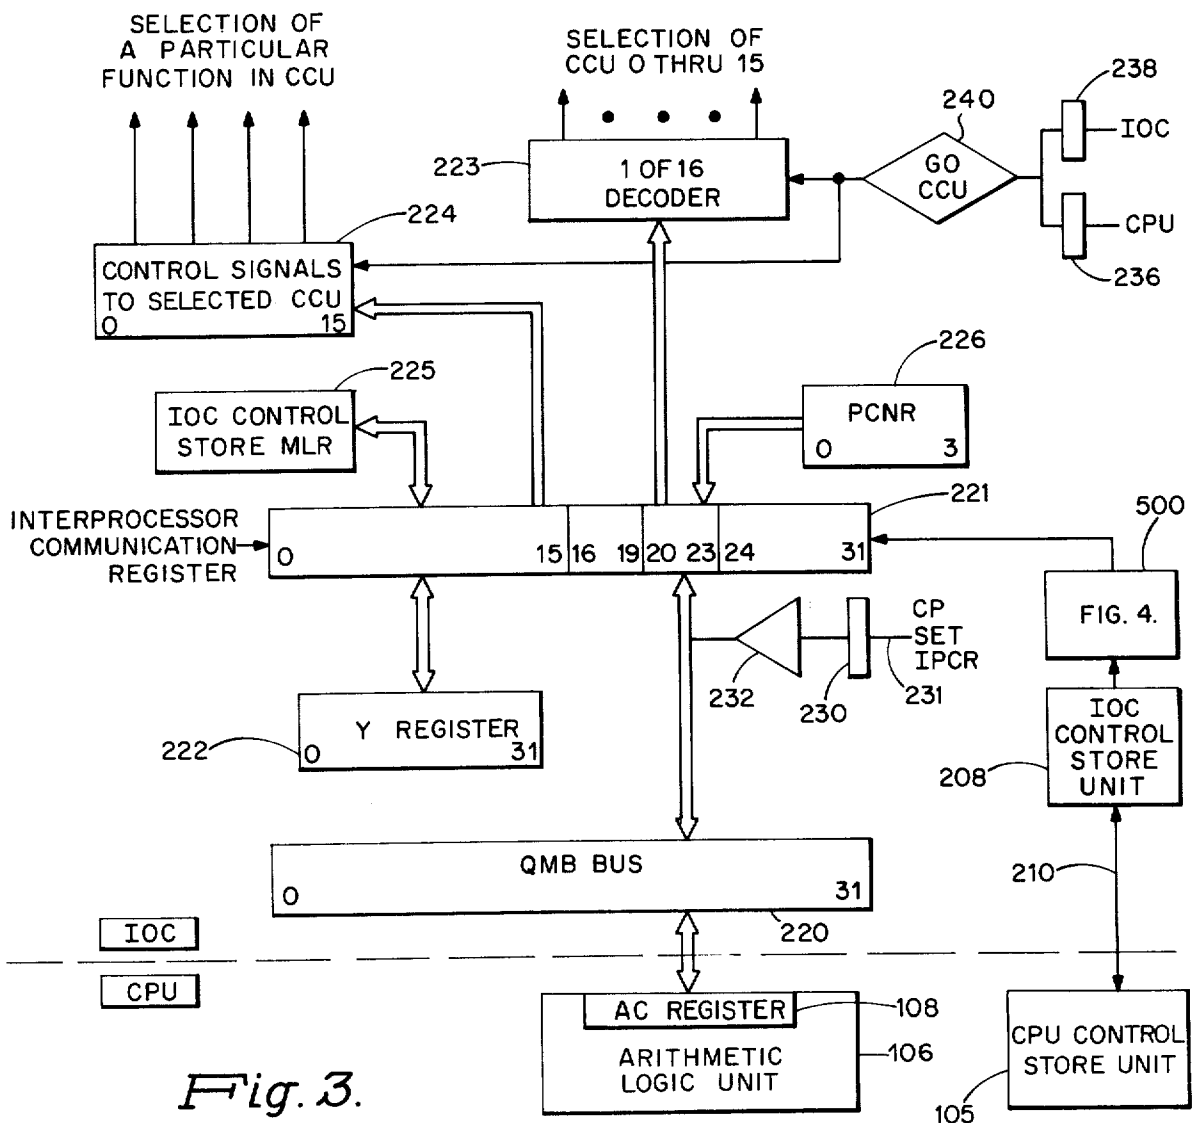 SELECTION OF
A PARTICULAR
FUNCTION IN CCU
SELECTION OF
CCU 0 THRU 15
238
240
IOC
223
1 OF 16
DECODER
GO
CCU
224
CPU
236
CONTROL SIGNALS
TO SELECTED CCU
0 15
225
226
IOC CONTROL
STORE MLR
PCNR
0 3
221
500
INTERPROCESSOR
COMMUNICATION
REGISTER
0 15 16 19 20 23 24 31
FIG. 4.
CP
SET
IPCR
232 230 231
Y REGISTER
0 31
222
IOC
CONTROL
STORE
UNIT
208
QMB BUS
0 31
210
220
IOC
CPU
AC REGISTER
108
ARITHMETIC
LOGIC UNIT
106
CPU CONTROL
STORE UNIT
105
Fig. 3.